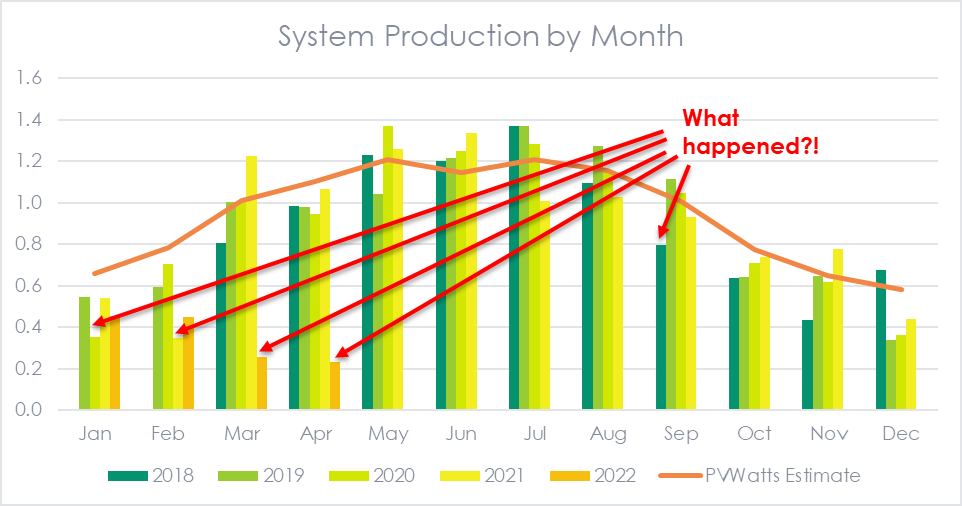 System Production by Month
1.6
1.4
1.2
1.0
0.8
0.6
0.4
0.2
0.0
What
happened?!
Jan Feb Mar Apr May Jun Jul Aug Sep Oct Nov Dec
2018 2019 2020 2021 2022 PVWatts Estimate